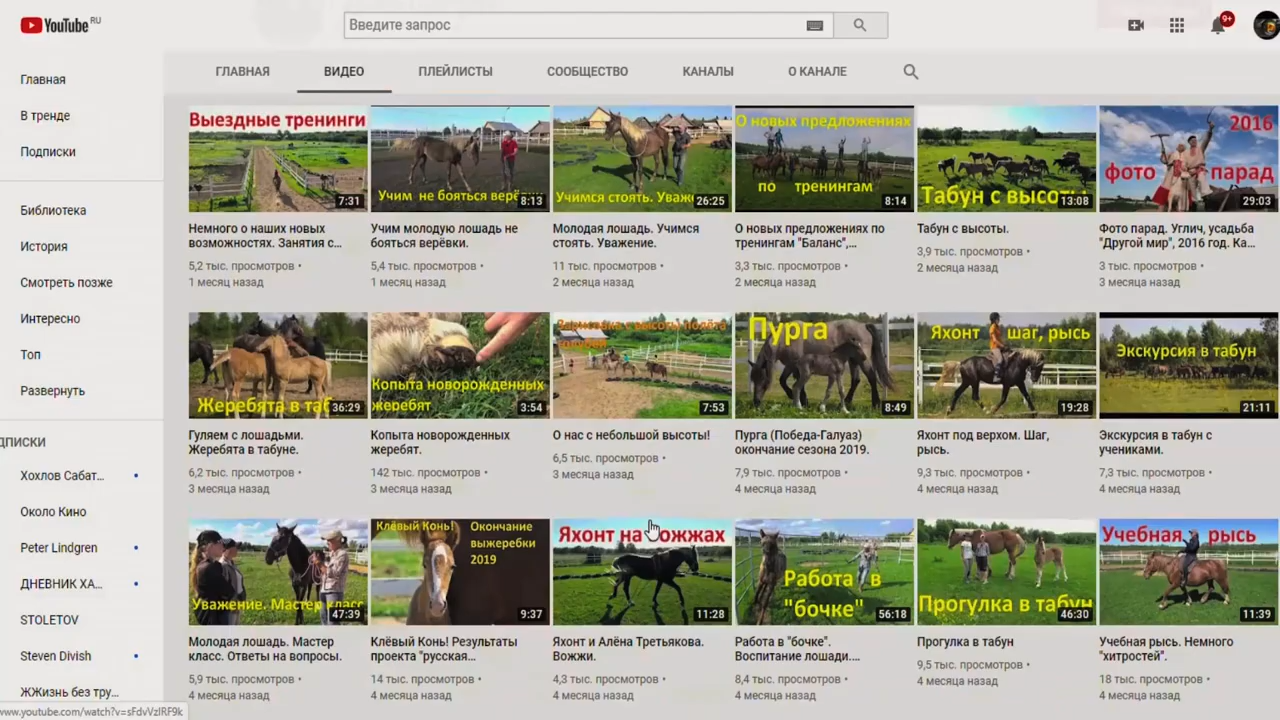 YouTube RU
Введите запрос
9+
Главная
В тренде
Подписки
Библиотека
История
Смотреть позже
Интересно
Топ
Развернуть
ДПИСКИ
Хохлов Сабат...
Около Кино
Peter Lindgren
ДНЕВНИК ХА...
STOLETOV
Steven Divish
ЖЖизнь без тру...
www.youtube.com/watch?v=sFdvVzIRF9k
ГЛАВНАЯ ВИДЕО ПЛЕЙЛИСТЫ СООБЩЕСТВО КАНАЛЫ О КАНАЛЕ
Выездные тренинги
7:31
Немного о наших новых
возможностях. Занятия с...
5,2 тыс. просмотров •
1 месяц назад
Учим не бояться верё
8:13
Учим молодую лошадь не
бояться верёвки.
5,4 тыс. просмотров •
1 месяц назад
Учимся стоять. Уваж
26:25
Молодая лошадь. Учимся
стоять. Уважение.
11 тыс. просмотров •
2 месяца назад
О новых предложениях
по тренингам
8:14
О новых предложениях по
тренингам "Баланс",...
3,3 тыс. просмотров •
2 месяца назад
Табун с высоты
13:08
Табун с высоты.
3,9 тыс. просмотров •
2 месяца назад
2016
фото парад
29:03
Фото парад. Углич, усадьба
"Другой мир", 2016 год. Ка...
3 тыс. просмотров •
3 месяца назад
Жеребята в таб
36:29
Гуляем с лошадьми.
Жеребята в табуне.
6,2 тыс. просмотров •
3 месяца назад
Копыта новорожденных
жеребят
3:54
Копыта новорожденных
жеребят.
142 тыс. просмотров •
3 месяца назад
Зарисовка с высоты полёта
голубей
7:53
О нас с небольшой высоты!
6,5 тыс. просмотров •
3 месяца назад
Пурга
8:49
Пурга (Победа-Галуаз)
окончание сезона 2019.
7,9 тыс. просмотров •
4 месяца назад
Яхонт шаг, рысь
19:28
Яхонт под верхом. Шаг,
рысь.
9,3 тыс. просмотров •
4 месяца назад
Экскурсия в табун
21:11
Экскурсия в табун с
учениками.
7,3 тыс. просмотров •
4 месяца назад
Уважение. Мастер класс
47:39
Молодая лошадь. Мастер
класс. Ответы на вопросы.
5,9 тыс. просмотров •
4 месяца назад
Клёвый Конь! Окончание
выжеребки
2019
9:37
Клёвый Конь! Результаты
проекта "русская...
14 тыс. просмотров •
4 месяца назад
Яхонт на вожжах
11:28
Яхонт и Алёна Третьякова.
Вожжи.
4,3 тыс. просмотров •
4 месяца назад
Работа в
"бочке"
56:18
Работа в "бочке".
Воспитание лошади....
8,4 тыс. просмотров •
4 месяца назад
Прогулка в табун
46:30
Прогулка в табун
9,5 тыс. просмотров •
4 месяца назад
Учебная рысь
11:39
Учебная рысь. Немного
"хитростей".
18 тыс. просмотров •
4 месяца назад